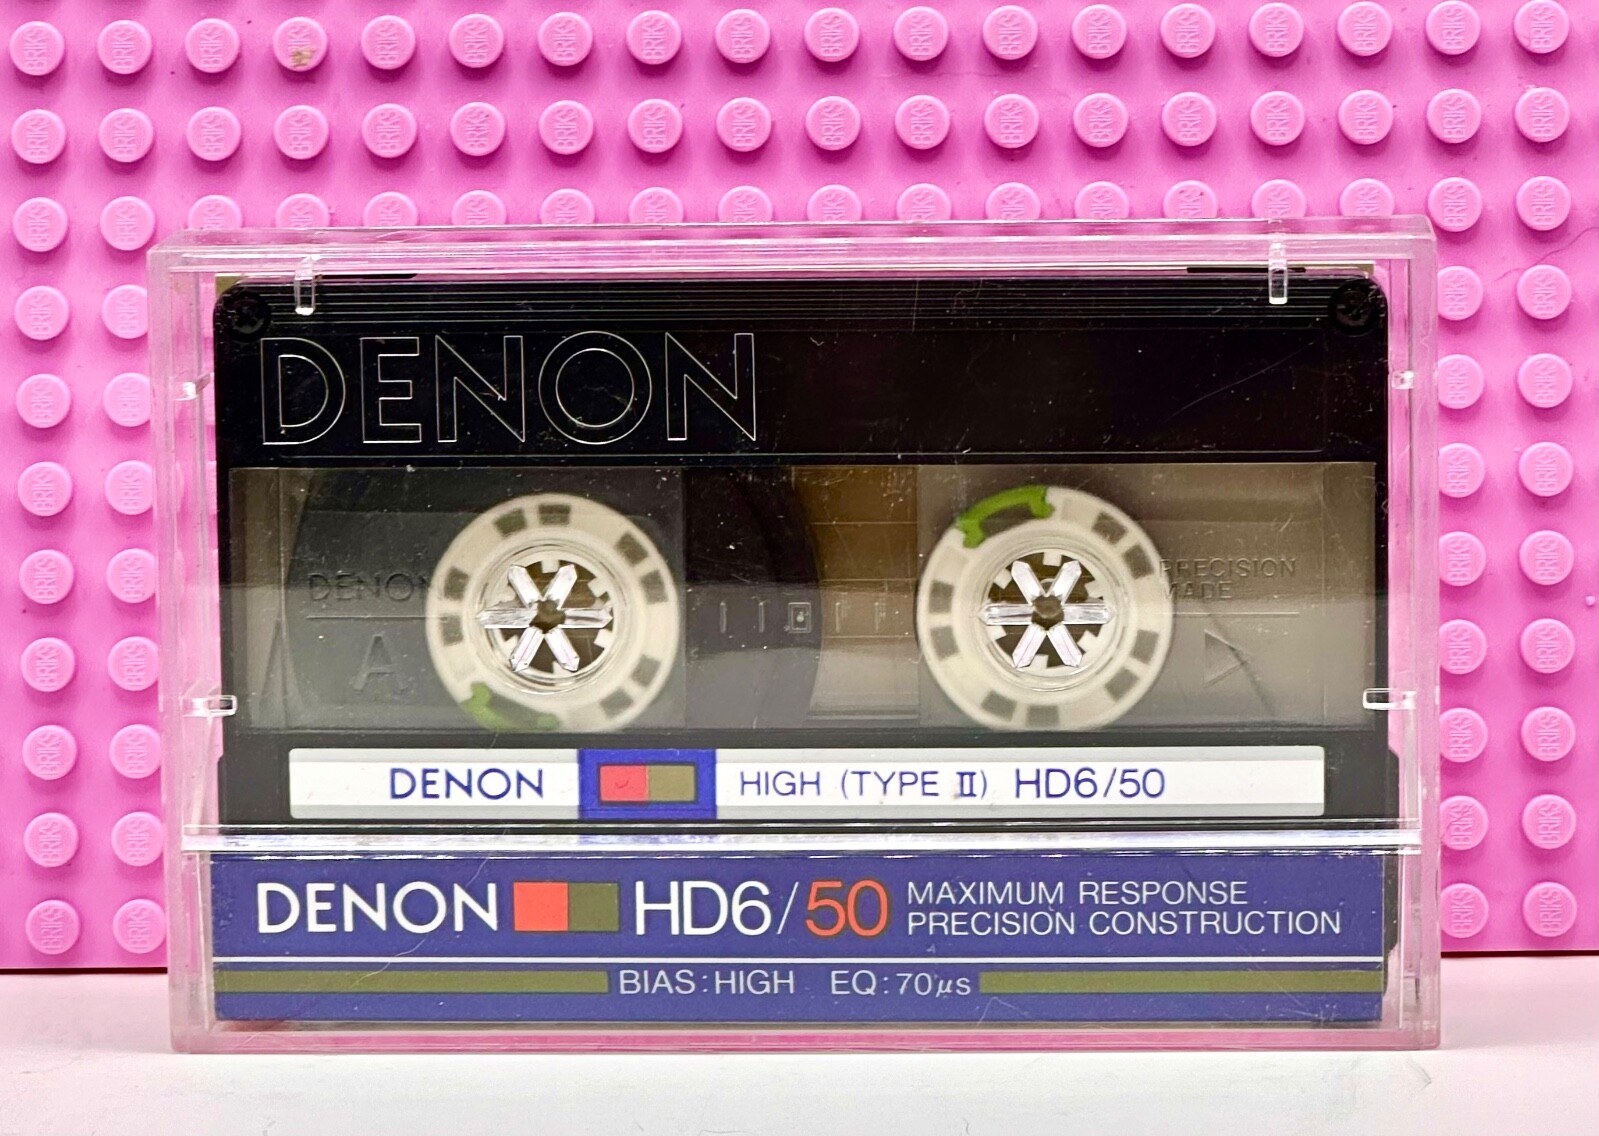 DENON
DENON
A
PRECISION
MADE
DENON HIGH (TYPE II) HD6/50
DENON HD6/50 MAXIMUM RESPONSE
PRECISION CONSTRUCTION
BIAS:HIGH EQ:70μs
BRIKS